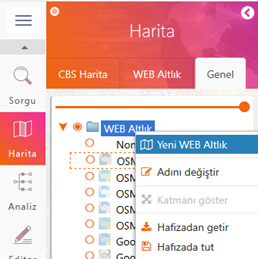 Harita
Sorgu
CBS Harita
WEB Altlık
Genel
Harita
WEB Altlık
Yeni WEB Altlık
Adını değiştir
Katmanı göster
Hafızadan getir
Hafızada tut
Non
OSM
OSM
OSM
OSM
OSM
Goo
Goo
Analiz